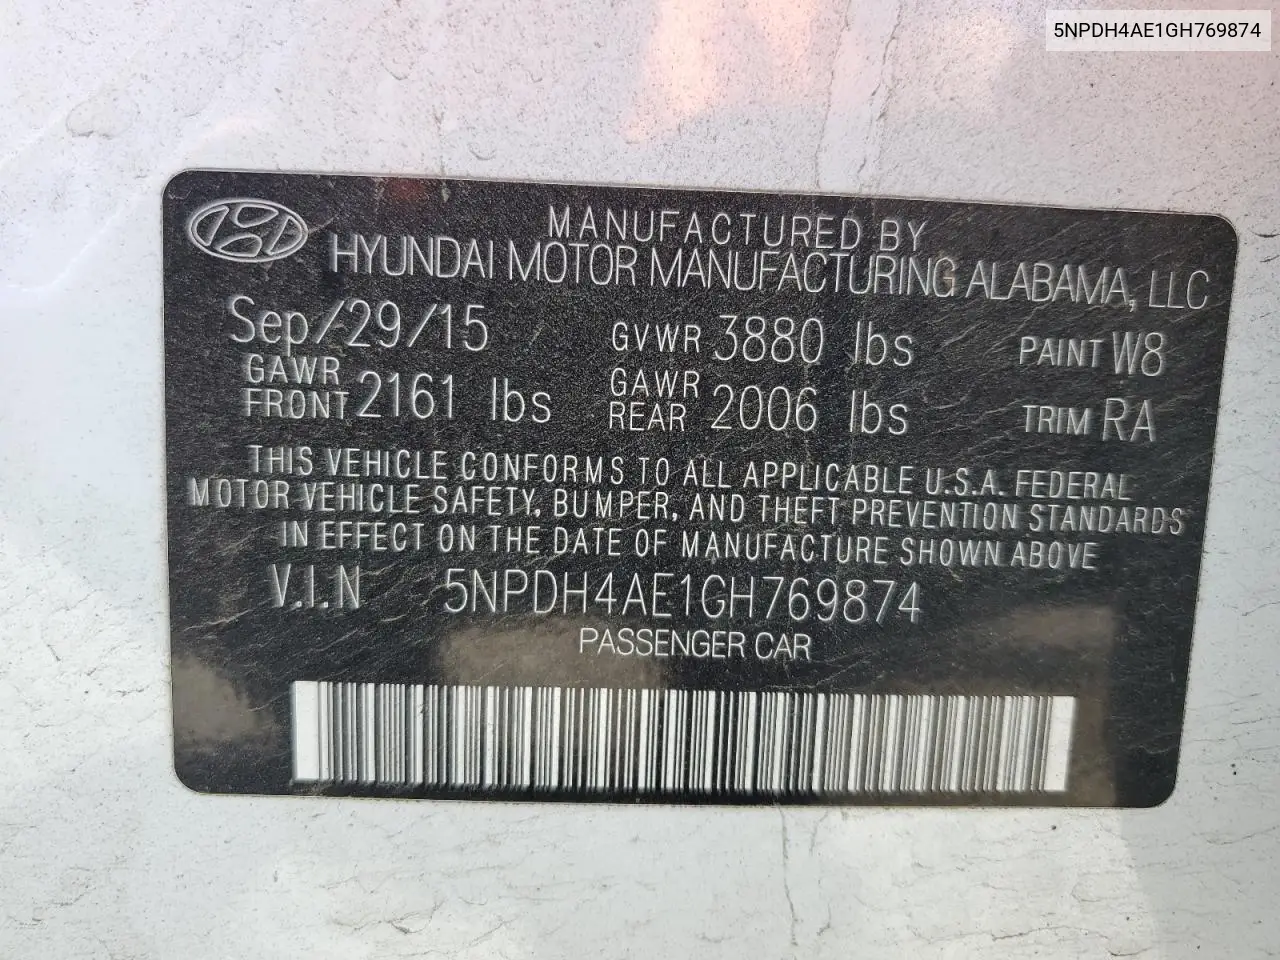 5NPDH4AE1GH769874
MANUFACTURED BY
HYUNDAI MOTOR MANUFACTURING ALABAMA, LLC
Sep/29/15 GVWR 3880 lbs PAINT W8
GAWR FRONT 2161 lbs GAWR REAR 2006 lbs TRIM RA
THIS VEHICLE CONFORMS TO ALL APPLICABLE U.S.A. FEDERAL
MOTOR VEHICLE SAFETY, BUMPER, AND THEFT PREVENTION STANDARDS
IN EFFECT ON THE DATE OF MANUFACTURE SHOWN ABOVE
V.I.N 5NPDH4AE1GH769874
PASSENGER CAR